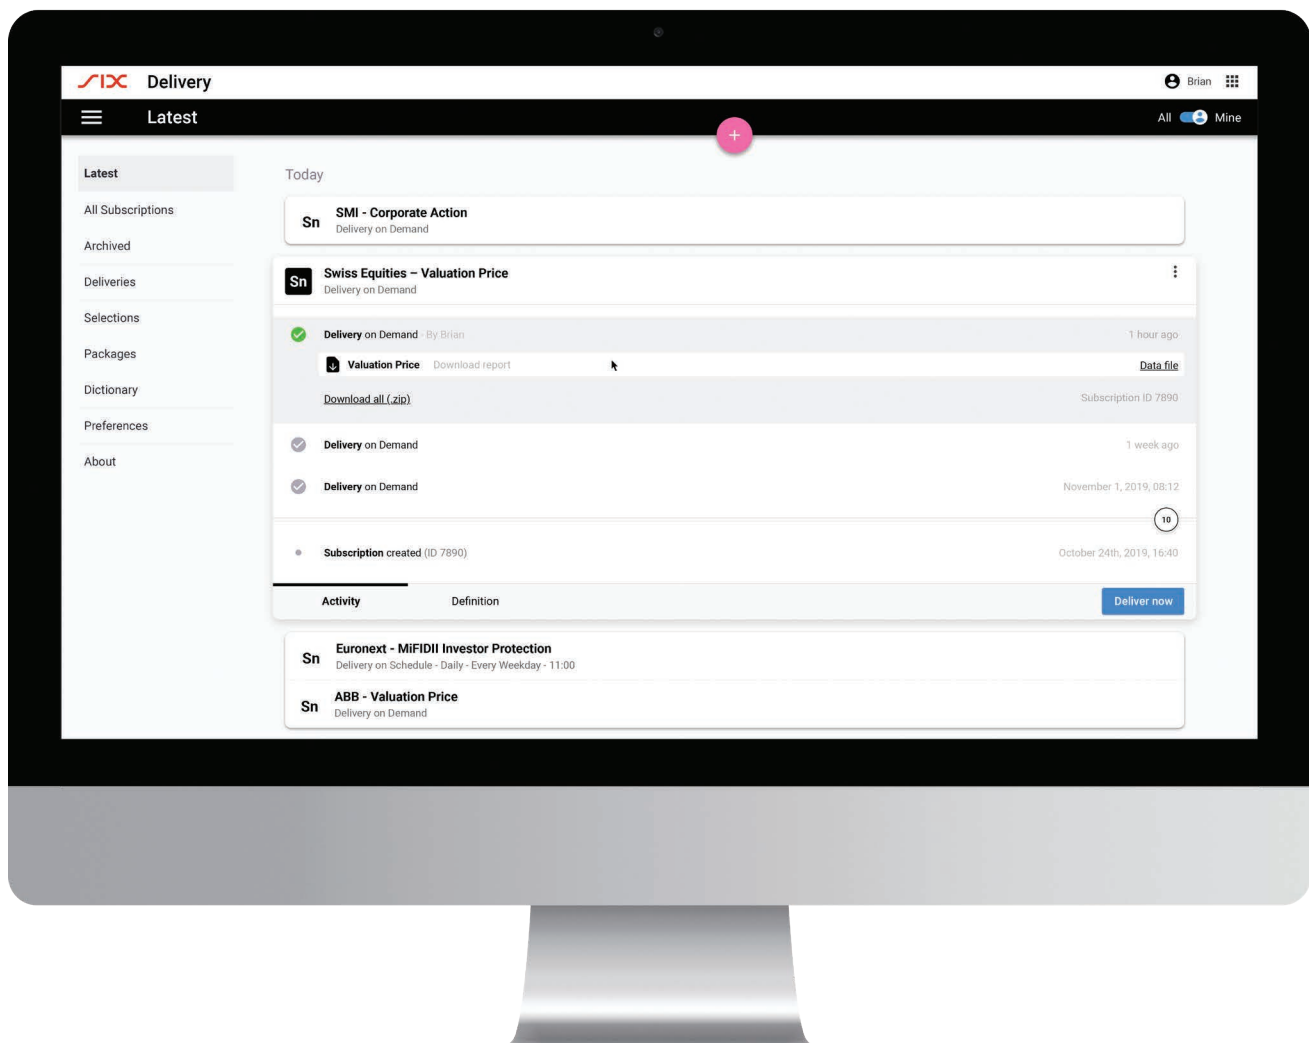 SIX Delivery
Brian
Latest
All Mine
+
Latest
All Subscriptions
Archived
Deliveries
Selections
Packages
Dictionary
Preferences
About
Today
Sn
SMI - Corporate Action
Delivery on Demand
Sn
Swiss Equities – Valuation Price
Delivery on Demand
Delivery on Demand - By Brian 1 hour ago
Valuation Price Download report Data file
Download all (.zip) Subscription ID 7890
Delivery on Demand 1 week ago
Delivery on Demand November 1, 2019, 08:12
10
Subscription created (ID 7890) October 24th, 2019, 16:40
Activity Definition Deliver now
Sn
Euronext - MiFIDII Investor Protection
Delivery on Schedule - Daily - Every Weekday - 11:00
Sn
ABB - Valuation Price
Delivery on Demand